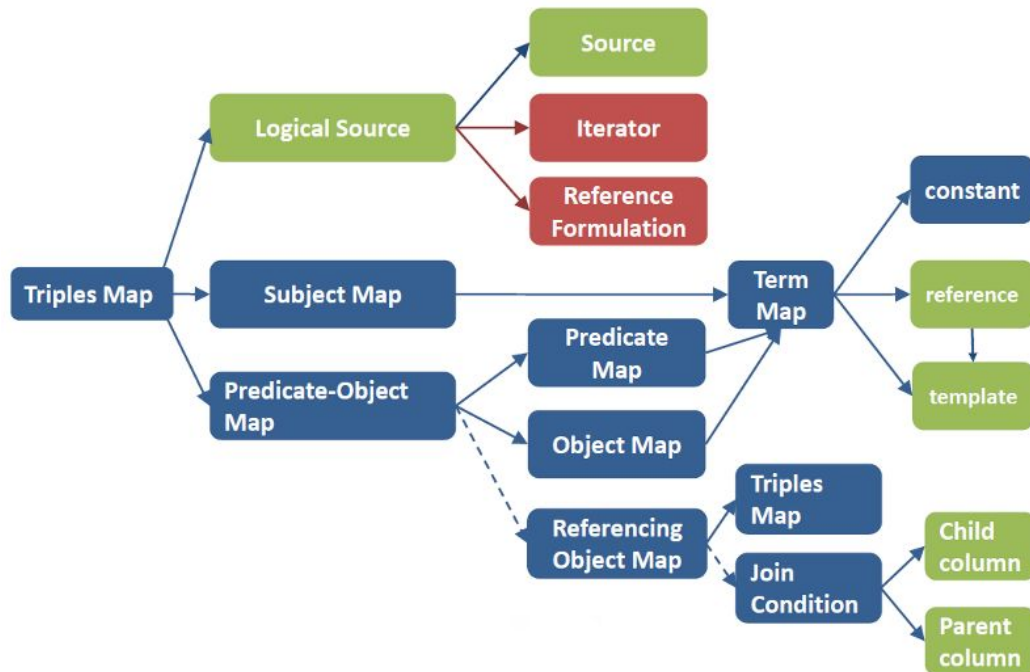 Source
Logical Source
Iterator
Reference
Formulation
constant
Triples Map
Subject Map
Term
Map
reference
Predicate
Map
Predicate-Object
Map
template
Object Map
Triples
Map
Referencing
Object Map
Child
column
Join
Condition
Parent
column